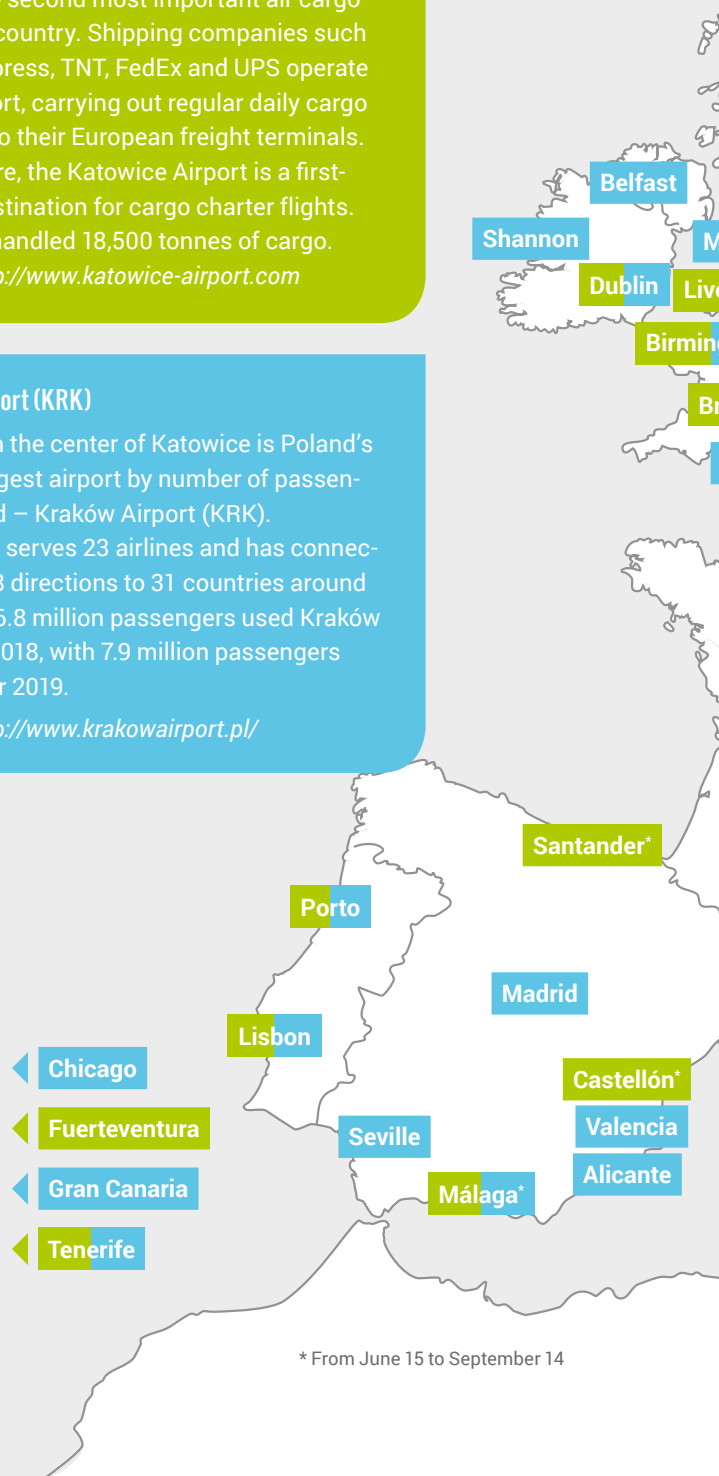 second most important air cargo
country. Shipping companies such
press, TNT, FedEx and UPS operate
ort, carrying out regular daily cargo
o their European freight terminals.
re, the Katowice Airport is a first-
stination for cargo charter flights.
handled 18,500 tonnes of cargo.
p://www.katowice-airport.com
ort (KRK)
the center of Katowice is Poland's
gest airport by number of passen-
d – Kraków Airport (KRK).
serves 23 airlines and has connec-
directions to 31 countries around
6.8 million passengers used Kraków
018, with 7.9 million passengers
r 2019.
p://www.krakowairport.pl/
Belfast
Shannon
M
Dublin
Live
Birming
Br
Santander*
Porto
Madrid
Lisbon
Castellón*
Chicago
Valencia
Fuerteventura
Seville
Alicante
Gran Canaria
Málaga*
Tenerife
* From June 15 to September 14